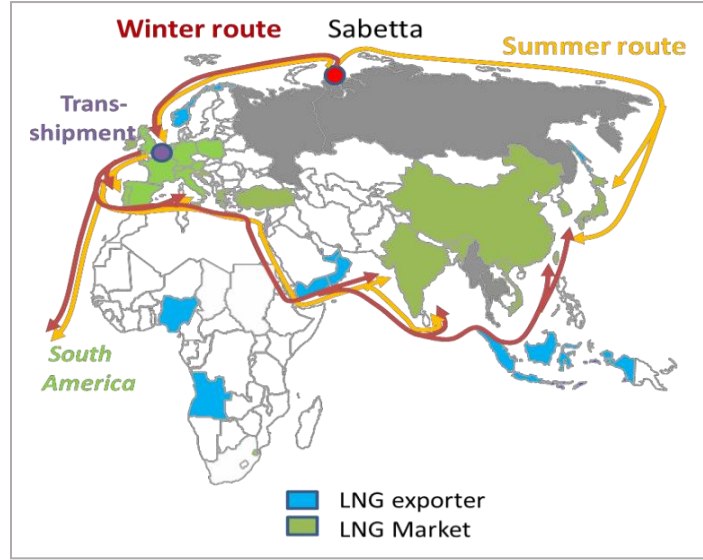 Winter route
Sabetta
Summer route
Trans-
shipment
South
America
LNG exporter
LNG Market